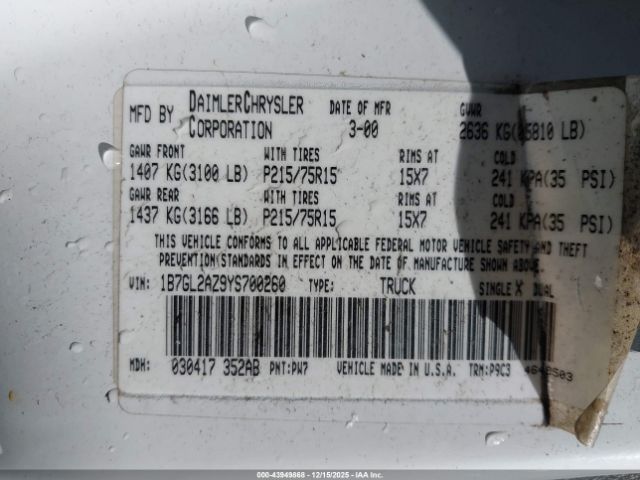 MFD BY DAIMLERCHRYSLER CORPORATION DATE OF MFR 3-00 GVWR 2636 KG(05810 LB)
GAWR FRONT WITH TIRES RIMS AT COLD
1407 KG(3100 LB) P215/75R15 15X7 241 KPA(35 PSI)
GAWR REAR WITH TIRES RIMS AT COLD
1437 KG(3166 LB) P215/75R15 15X7 241 KPA(35 PSI)
THIS VEHICLE CONFORMS TO ALL APPLICABLE FEDERAL MOTOR VEHICLE SAFETY AND THEFT
PREVENTION STANDARDS IN EFFECT ON THE DATE OF MANUFACTURE SHOWN ABOVE.
VIN: 1B7GL2AZ9YS700260 TYPE: TRUCK SINGLE X DUAL
MDH: 030417 352AB PNT:PW7 VEHICLE MADE IN U.S.A. TRM:P9C3
000-43949868 - 12/15/2025 - IAA Corp.